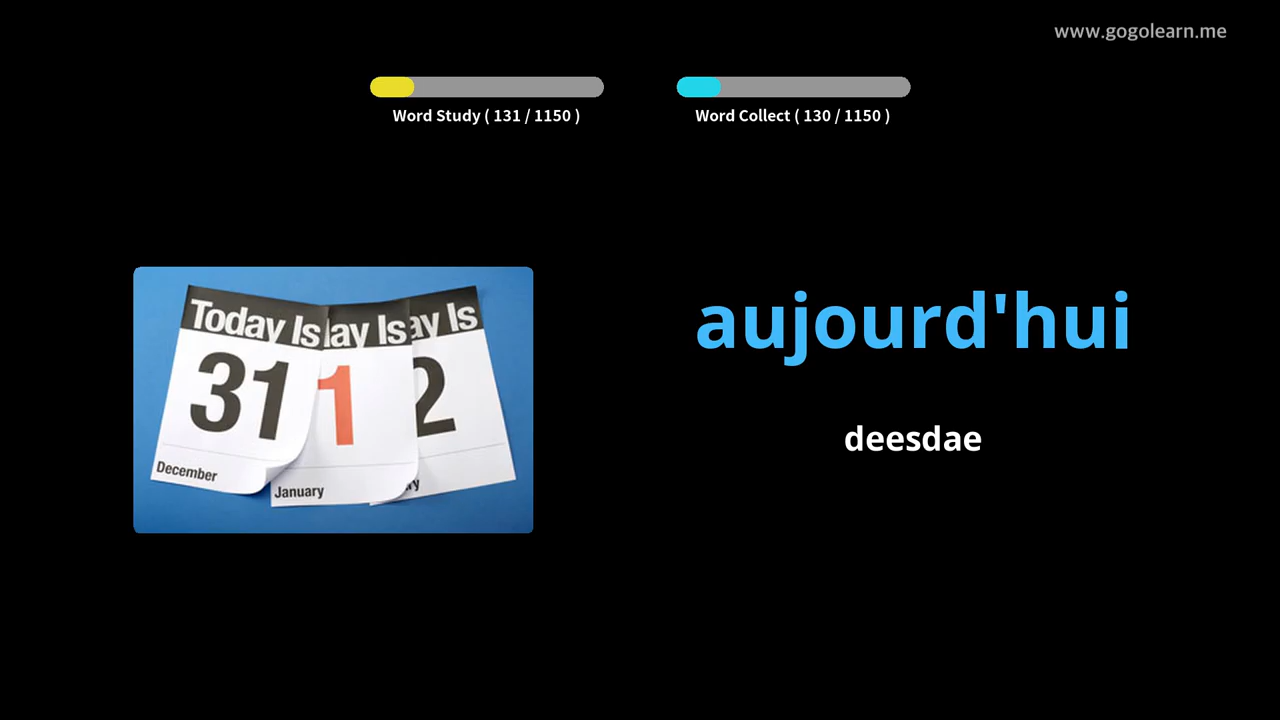 www.gogolearn.me
Word Study ( 131 / 1150 )
Word Collect ( 130 / 1150 )
Today Is
ay Is
ay Is
31
1
2
December
January
ry
aujourd'hui
deesdae